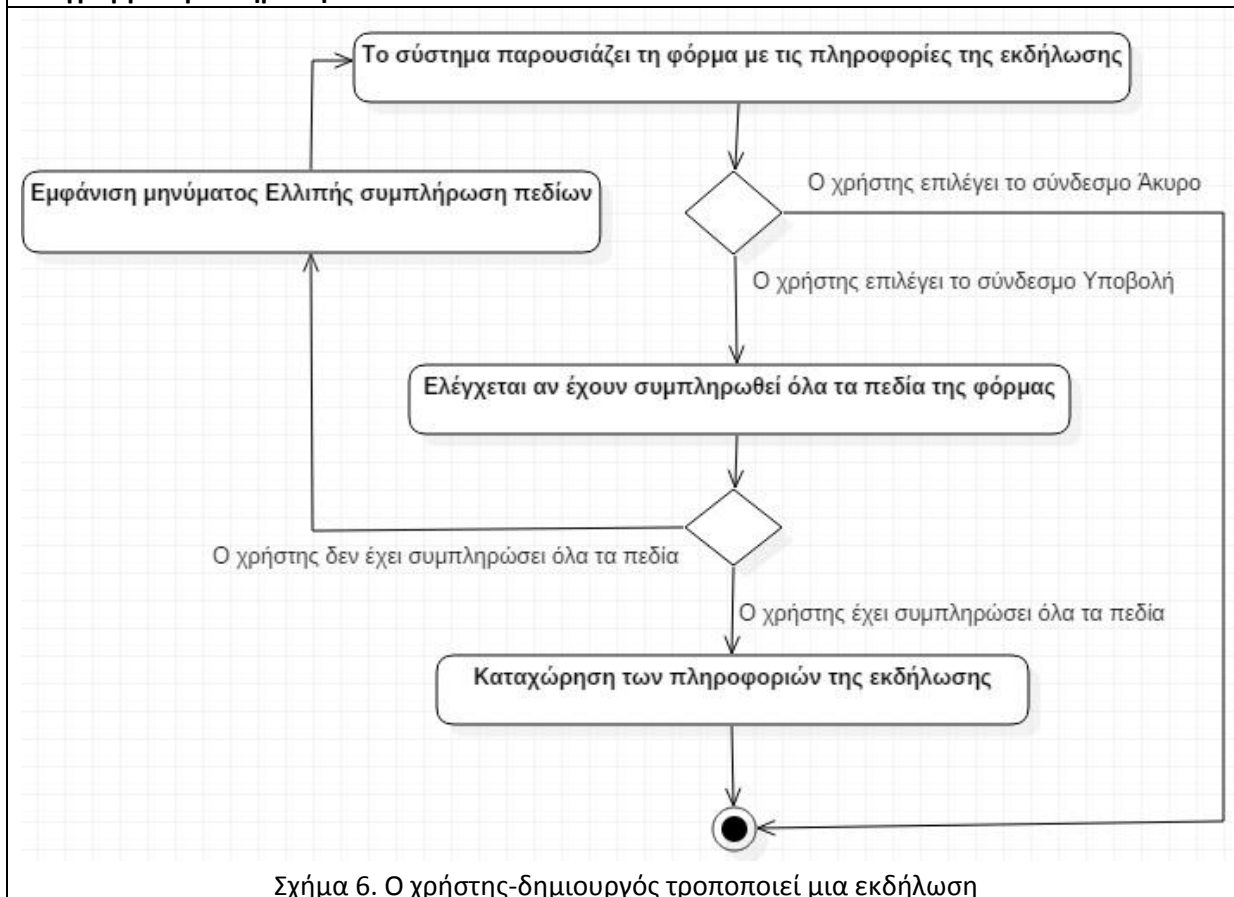 Το σύστημα παρουσιάζει τη φόρμα με τις πληροφορίες της εκδήλωσης
Εμφάνιση μηνύματος Ελλιπής συμπλήρωση πεδίων
Ο χρήστης επιλέγει το σύνδεσμο Άκυρο
Ο χρήστης επιλέγει το σύνδεσμο Υποβολή
Ελέγχεται αν έχουν συμπληρωθεί όλα τα πεδία της φόρμας
Ο χρήστης δεν έχει συμπληρώσει όλα τα πεδία
Ο χρήστης έχει συμπληρώσει όλα τα πεδία
Καταχώρηση των πληροφοριών της εκδήλωσης
Σχήμα 6. Ο χρήστης-δημιουργός τροποποιεί μια εκδήλωση